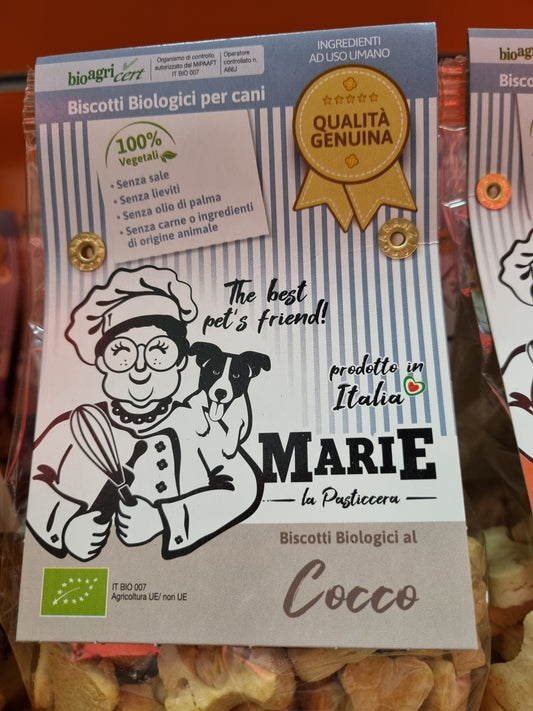 bioagricert
Organismo di controllo
autorizzato dal MIPAAFT
IT BIO 007
Operatore
controllato n.
A66J
INGREDIENTI
AD USO UMANO
Biscotti Biologici per cani
100%
Vegetali
• Senza sale
• Senza lieviti
• Senza olio di palma
• Senza carne o ingredienti
di origine animale
QUALITÀ
GENUINA
The best
pet's friend!
prodotto in
Italia
MARIE
la Pasticcera
Biscotti Biologici al
Cocco
IT BIO 007
Agricoltura UE/ non UE
bioag
Bisco